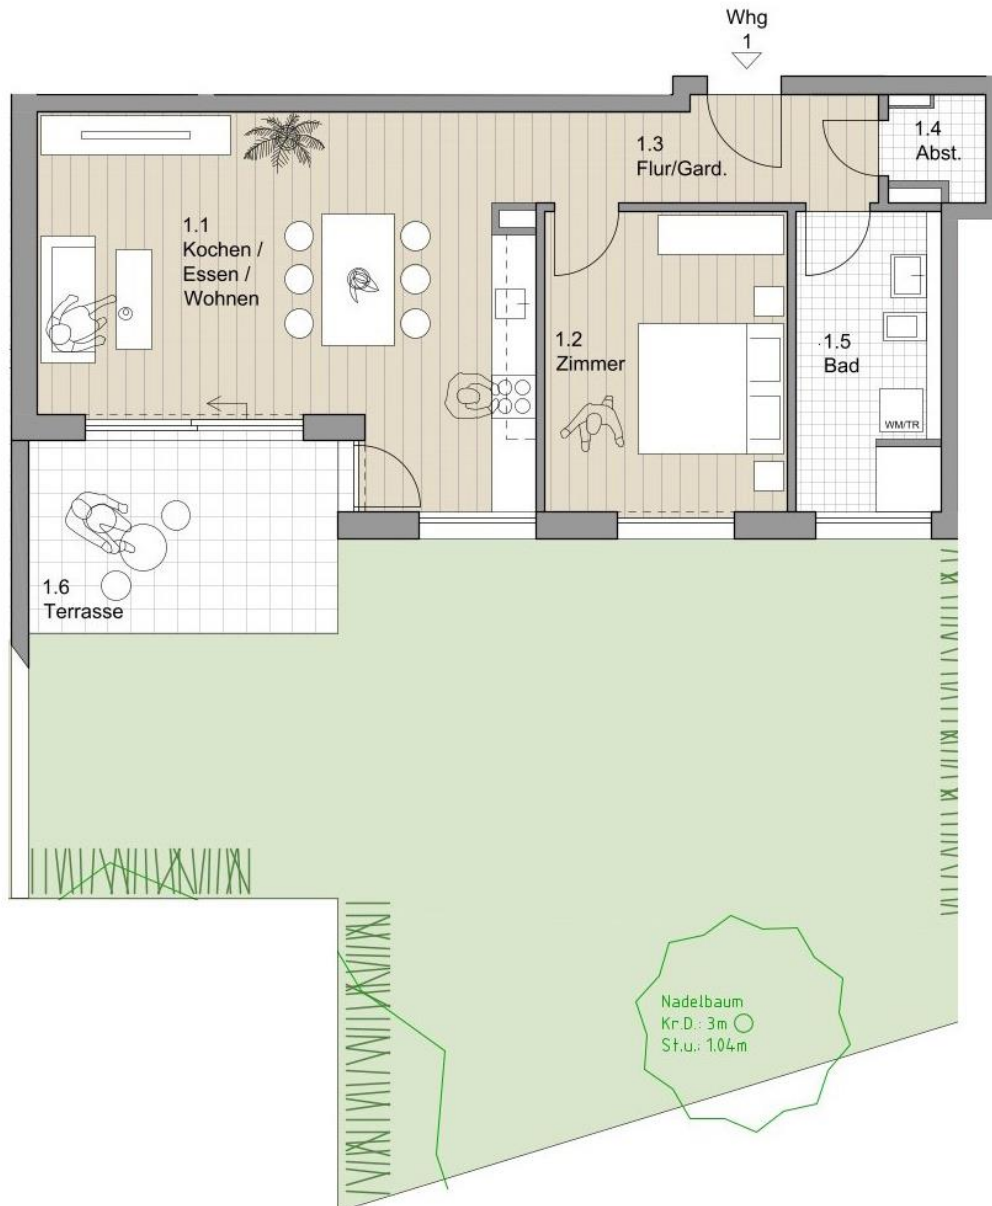 Whg
1
1.3
Flur/Gard.
1.4
Abst.
1.1
Kochen /
Essen /
Wohnen
1.2
Zimmer
1.5
Bad
WM/TR
1.6
Terrasse
Nadelbaum
Kr.D.: 3m
St.u.: 1.04m